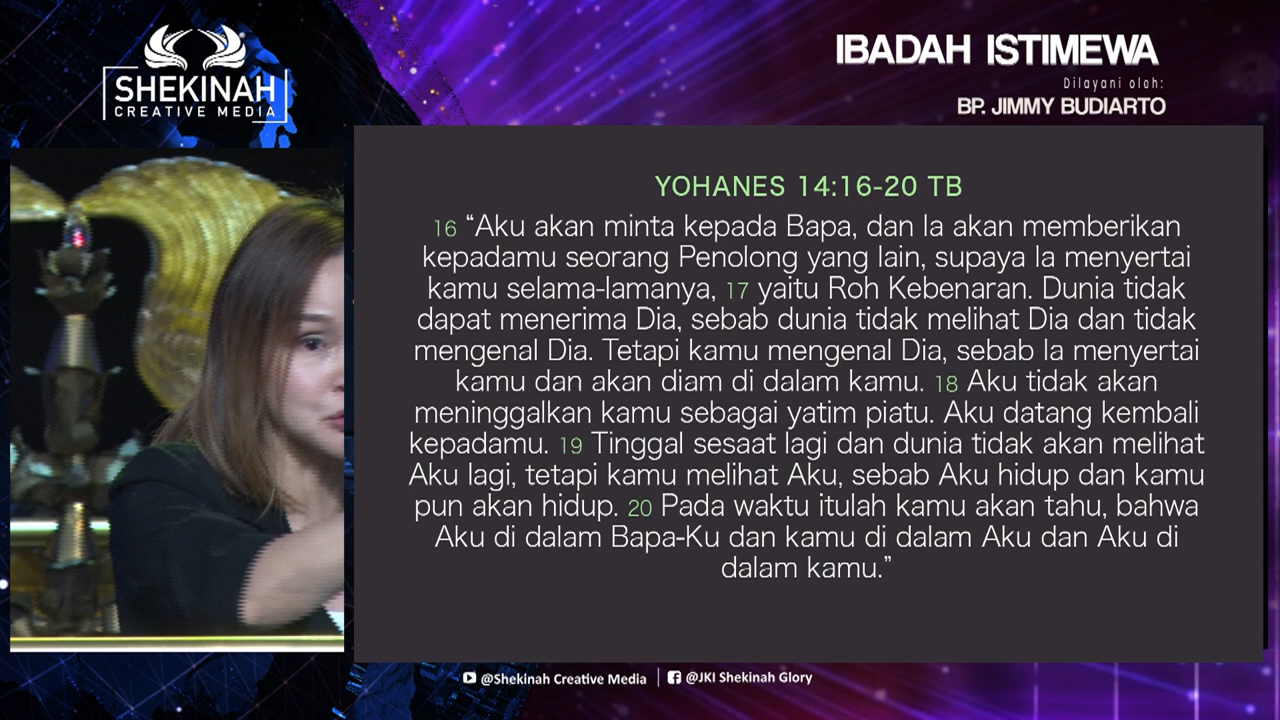 SHEKINAH
CREATIVE MEDIA
IBADAH ISTIMEWA
Dilayani oleh:
BP. JIMMY BUDIARTO
YOHANES 14:16-20 TB
16 “Aku akan minta kepada Bapa, dan Ia akan memberikan
kepadamu seorang Penolong yang lain, supaya Ia menyertai
kamu selama-lamanya, 17 yaitu Roh Kebenaran. Dunia tidak
dapat menerima Dia, sebab dunia tidak melihat Dia dan tidak
mengenal Dia. Tetapi kamu mengenal Dia, sebab Ia menyertai
kamu dan akan diam di dalam kamu. 18 Aku tidak akan
meninggalkan kamu sebagai yatim piatu. Aku datang kembali
kepadamu. 19 Tinggal sesaat lagi dan dunia tidak akan melihat
Aku lagi, tetapi kamu melihat Aku, sebab Aku hidup dan kamu
pun akan hidup. 20 Pada waktu itulah kamu akan tahu, bahwa
Aku di dalam Bapa-Ku dan kamu di dalam Aku dan Aku di
dalam kamu.”
@Shekinah Creative Media | @JKI Shekinah Glory